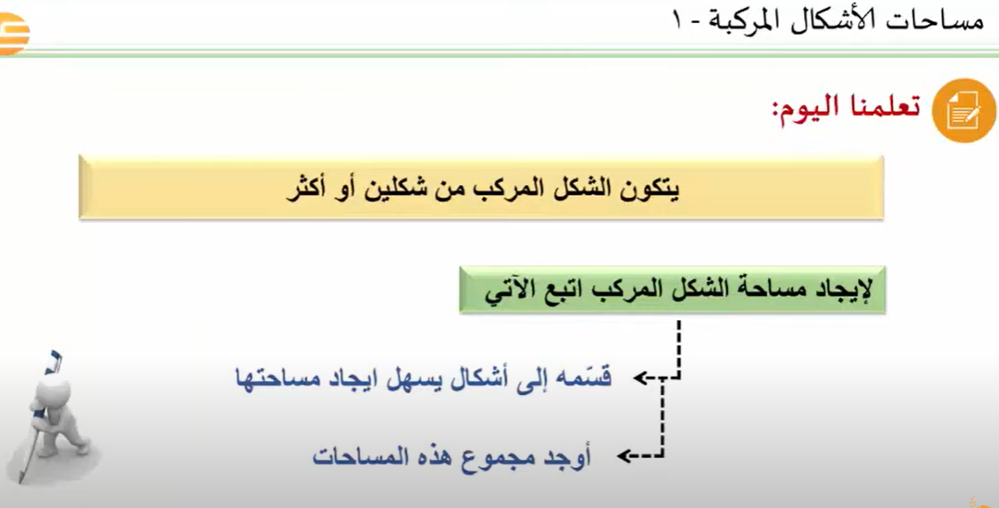 مساحات الأشكال المركبة - ١
تعلمنا اليوم:
يتكون الشكل المركب من شكلين أو أكثر
لإيجاد مساحة الشكل المركب اتبع الآتي
قسّمه إلى أشكال يسهل ايجاد مساحتها
أوجد مجموع هذه المساحات